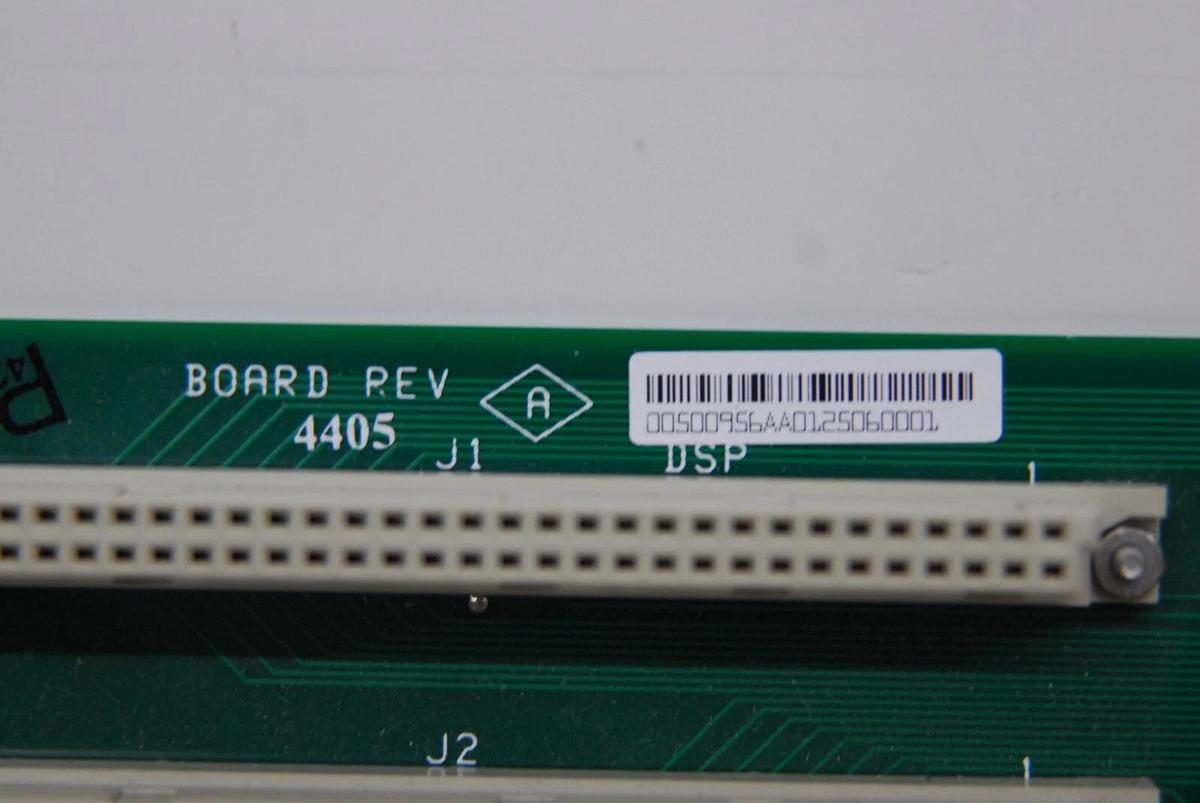 BOARD REV A
4405
00500956AA0125060001
J1 DSP 1
J2 1